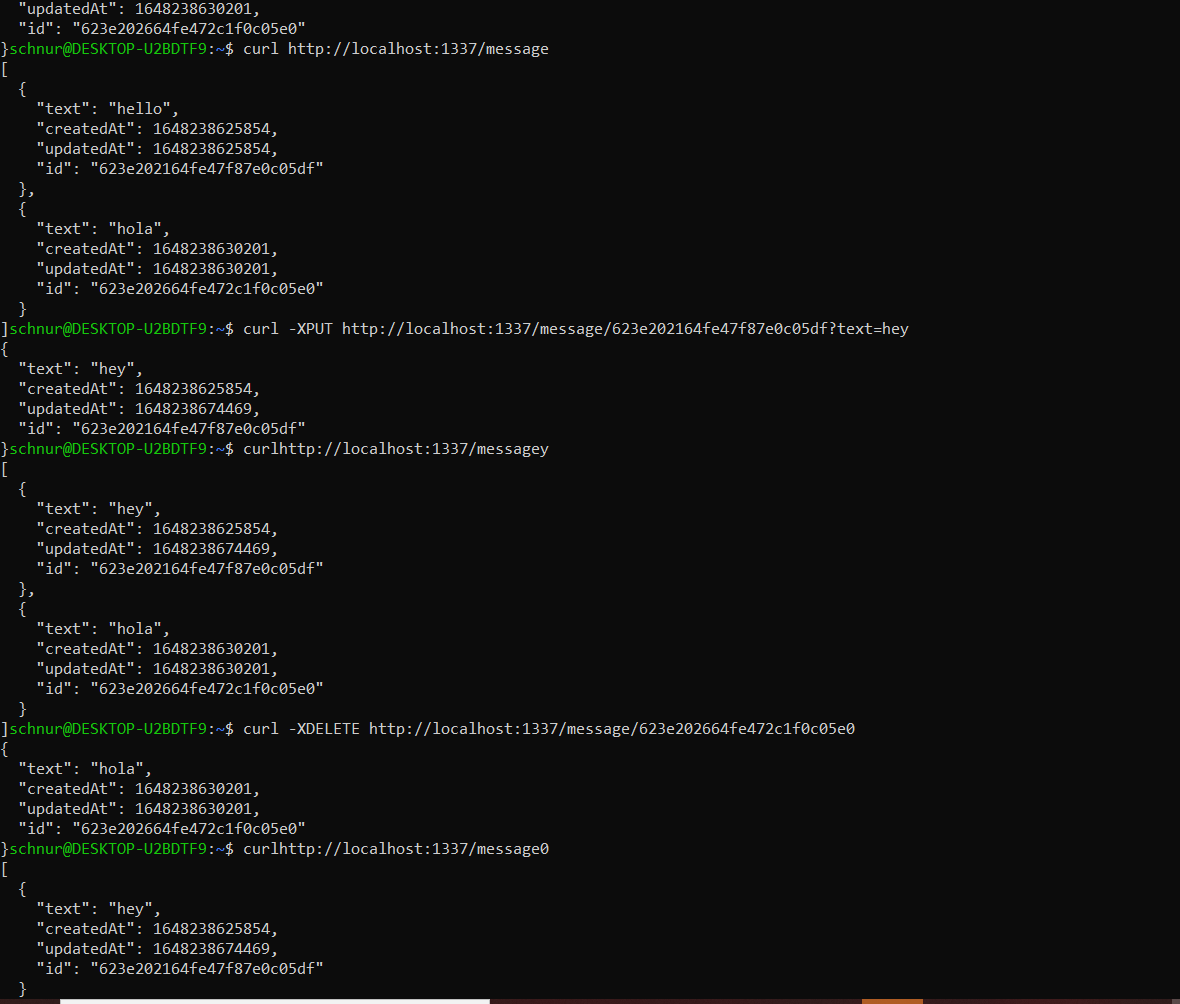 "updatedAt": 1648238630201,
  "id": "623e202664fe472c1f0c05e0"
}schnur@DESKTOP-U2BDTF9:~$ curl http://localhost:1337/message
[
  {
    "text": "hello",
    "createdAt": 1648238625854,
    "updatedAt": 1648238625854,
    "id": "623e202164fe47f87e0c05df"
  },
  {
    "text": "hola",
    "createdAt": 1648238630201,
    "updatedAt": 1648238630201,
    "id": "623e202664fe472c1f0c05e0"
  }
]schnur@DESKTOP-U2BDTF9:~$ curl -XPUT http://localhost:1337/message/623e202164fe47f87e0c05df?text=hey
{
  "text": "hey",
  "createdAt": 1648238625854,
  "updatedAt": 1648238674469,
  "id": "623e202164fe47f87e0c05df"
}schnur@DESKTOP-U2BDTF9:~$ curlhttp://localhost:1337/messagey
[
  {
    "text": "hey",
    "createdAt": 1648238625854,
    "updatedAt": 1648238674469,
    "id": "623e202164fe47f87e0c05df"
  },
  {
    "text": "hola",
    "createdAt": 1648238630201,
    "updatedAt": 1648238630201,
    "id": "623e202664fe472c1f0c05e0"
  }
]schnur@DESKTOP-U2BDTF9:~$ curl -XDELETE http://localhost:1337/message/623e202664fe472c1f0c05e0
{
  "text": "hola",
  "createdAt": 1648238630201,
  "updatedAt": 1648238630201,
  "id": "623e202664fe472c1f0c05e0"
}schnur@DESKTOP-U2BDTF9:~$ curlhttp://localhost:1337/message0
[
  {
    "text": "hey",
    "createdAt": 1648238625854,
    "updatedAt": 1648238674469,
    "id": "623e202164fe47f87e0c05df"
  }